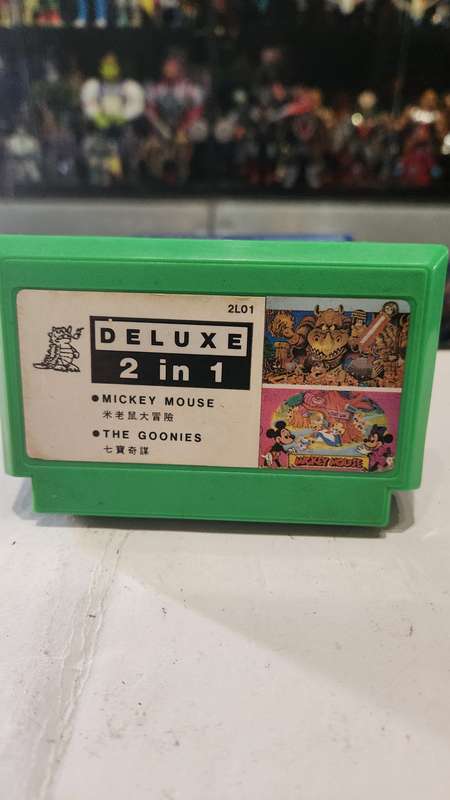 2L01
DELUXE
2 in 1
●MICKEY MOUSE
米老鼠大冒險
●THE GOONIES
七寶奇謀
MICKEY MOUSE